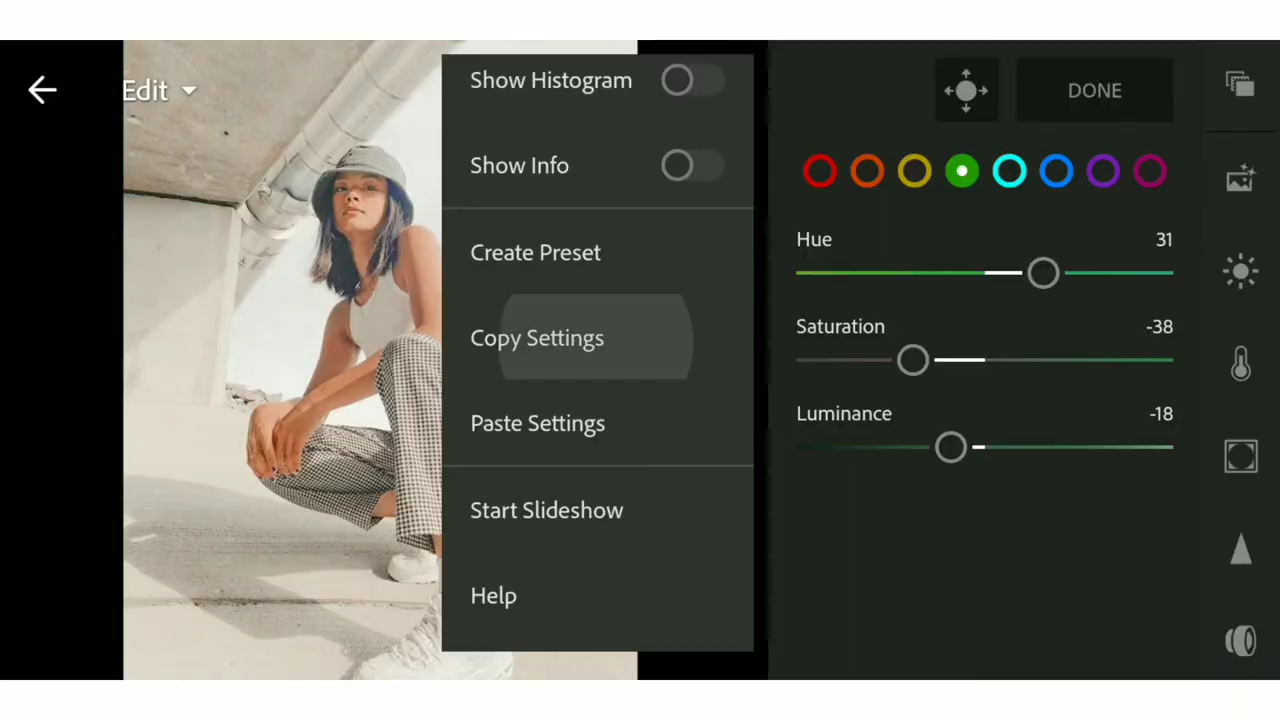 Edit
Show Histogram
Show Info
Create Preset
Copy Settings
Paste Settings
Start Slideshow
Help
DONE
Hue 31
Saturation -38
Luminance -18